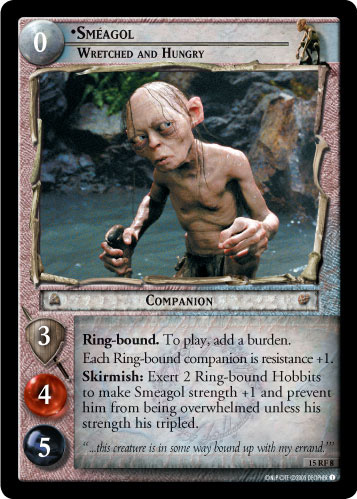 0
•Sméagol
Wretched and Hungry
Companion
3
4
5
Ring-bound. To play, add a burden.
Each Ring-bound companion is resistance +1.
Skirmish: Exert 2 Ring-bound Hobbits
to make Smeagol strength +1 and prevent
him from being overwhelmed unless his
strength his tripled.
“...this creature is in some way bound up with my errand.”
15 RF 8